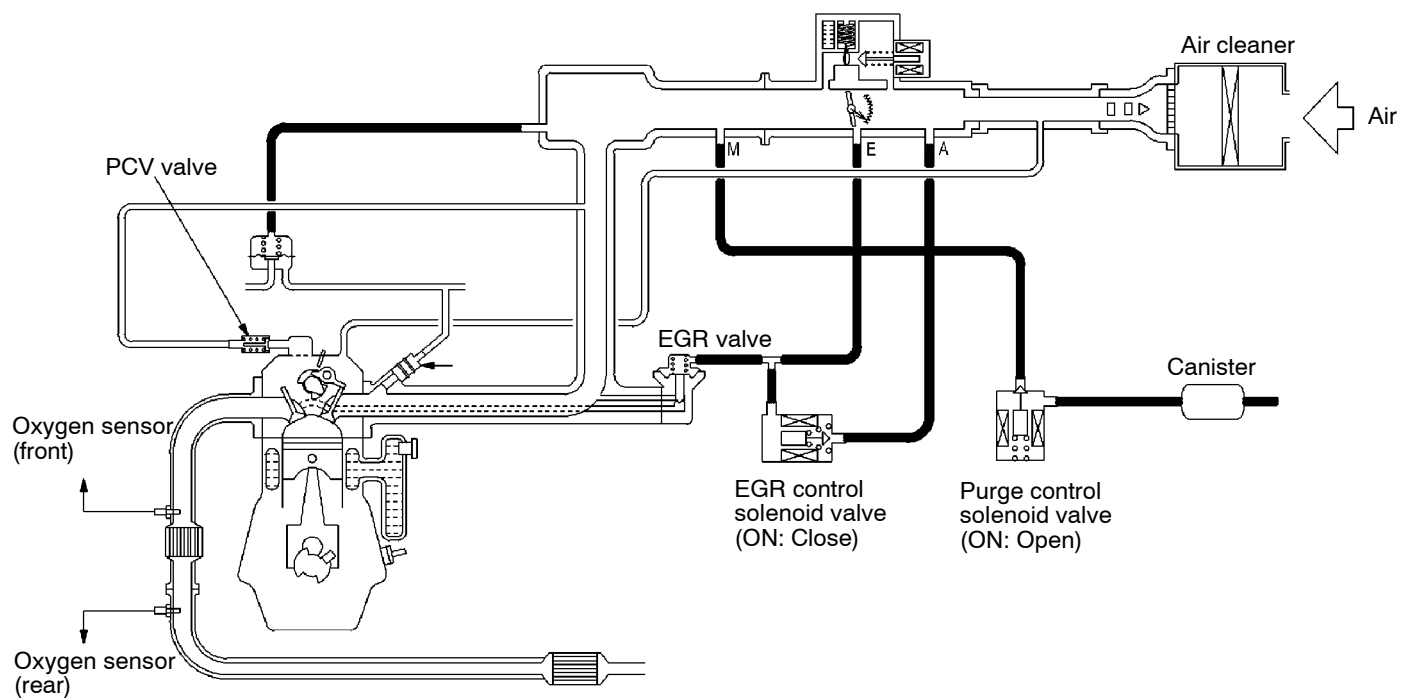 Air cleaner
Air
PCV valve
M
E
A
EGR valve
Canister
Oxygen sensor
(front)
EGR control
solenoid valve
(ON: Close)
Purge control
solenoid valve
(ON: Open)
Oxygen sensor
(rear)